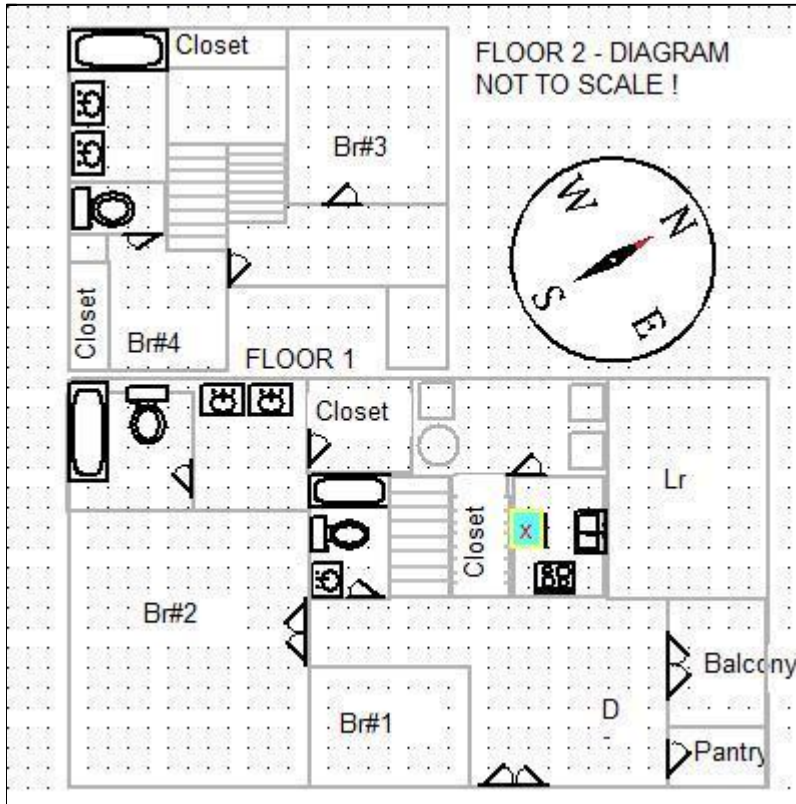 Closet
FLOOR 2 - DIAGRAM
NOT TO SCALE !
Br#3
W
N
S
E
Closet
Br#4
FLOOR 1
Closet
Lr
Closet
x
Br#2
Balcony
Br#1
D
Pantry